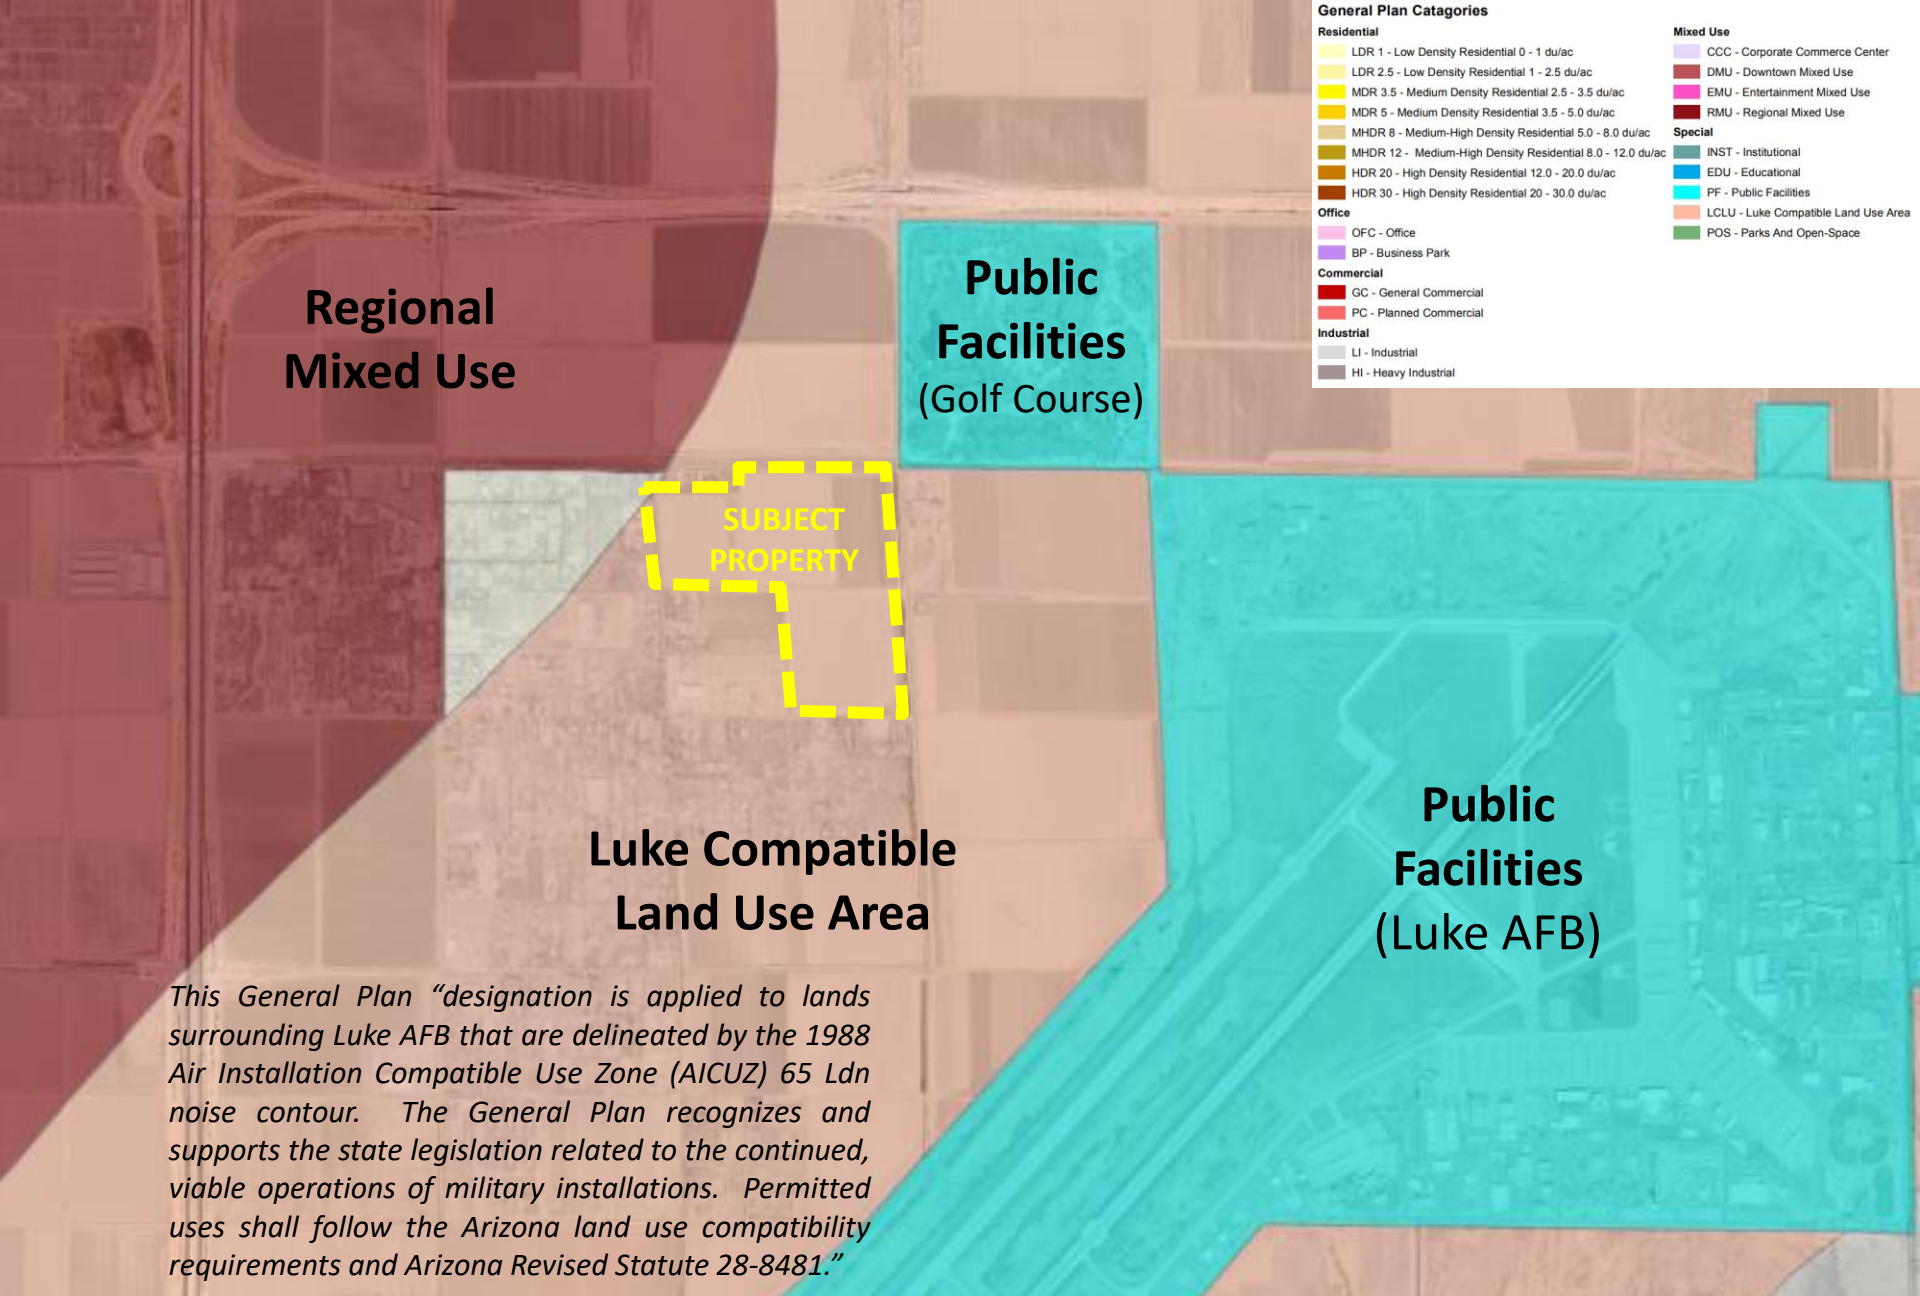 General Plan Catagories
Residential
LDR 1 - Low Density Residential 0 - 1 du/ac
LDR 2.5 - Low Density Residential 1 - 2.5 du/ac
MDR 3.5 - Medium Density Residential 2.5 - 3.5 du/ac
MDR 5 - Medium Density Residential 3.5 - 5.0 du/ac
MHDR 8 - Medium-High Density Residential 5.0 - 8.0 du/ac
MHDR 12 - Medium-High Density Residential 8.0 - 12.0 du/ac
HDR 20 - High Density Residential 12.0 - 20.0 du/ac
HDR 30 - High Density Residential 20 - 30.0 du/ac
Office
OFC - Office
BP - Business Park
Commercial
GC - General Commercial
PC - Planned Commercial
Industrial
LI - Industrial
HI - Heavy Industrial
Mixed Use
CCC - Corporate Commerce Center
DMU - Downtown Mixed Use
EMU - Entertainment Mixed Use
RMU - Regional Mixed Use
Special
INST - Institutional
EDU - Educational
PF - Public Facilities
LCLU - Luke Compatible Land Use Area
POS - Parks And Open-Space
Regional
Mixed Use
Public
Facilities
(Golf Course)
SUBJECT
PROPERTY
Luke Compatible
Land Use Area
Public
Facilities
(Luke AFB)
This General Plan “designation is applied to lands
surrounding Luke AFB that are delineated by the 1988
Air Installation Compatible Use Zone (AICUZ) 65 Ldn
noise contour. The General Plan recognizes and
supports the state legislation related to the continued,
viable operations of military installations. Permitted
uses shall follow the Arizona land use compatibility
requirements and Arizona Revised Statute 28-8481.”